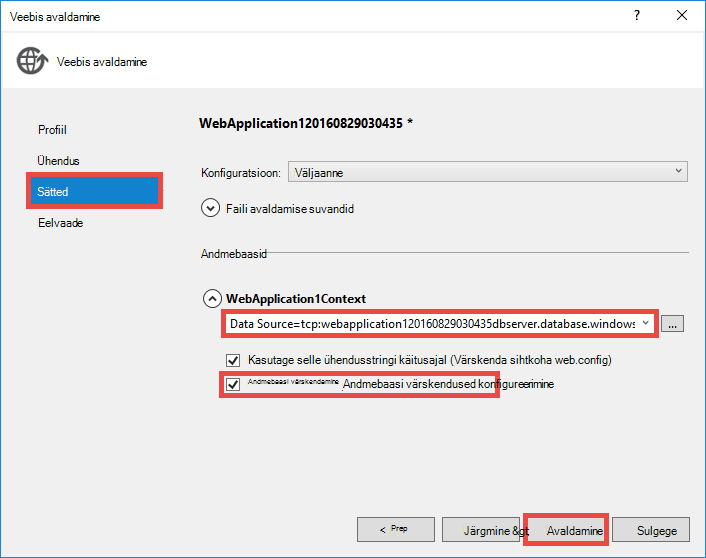 Veebis avaldamine
?
Veebis avaldamine
Profiil
Ühendus
Sätted
Eelvaade
WebApplication120160829030435 *
Konfiguratsioon: Väljaanne
Faili avaldamise suvandid
Andmebaasid
WebApplication1Context
Data Source=tcp:webapplication120160829030435dbserver.database.windows
...
Kasutage selle ühendusstringi käitusajal (Värskenda sihtkoha web.config)
Andmebaasi värskendamine Andmebaasi värskendused konfigureerimine
< Prep
Järgmine &gt
Avaldamine
Sulgege